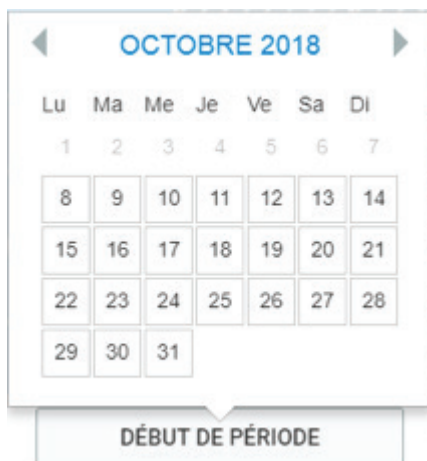 OCTOBRE 2018
Lu Ma Me Je Ve Sa Di
1 2 3 4 5 6 7
8 9 10 11 12 13 14
15 16 17 18 19 20 21
22 23 24 25 26 27 28
29 30 31
DÉBUT DE PÉRIODE